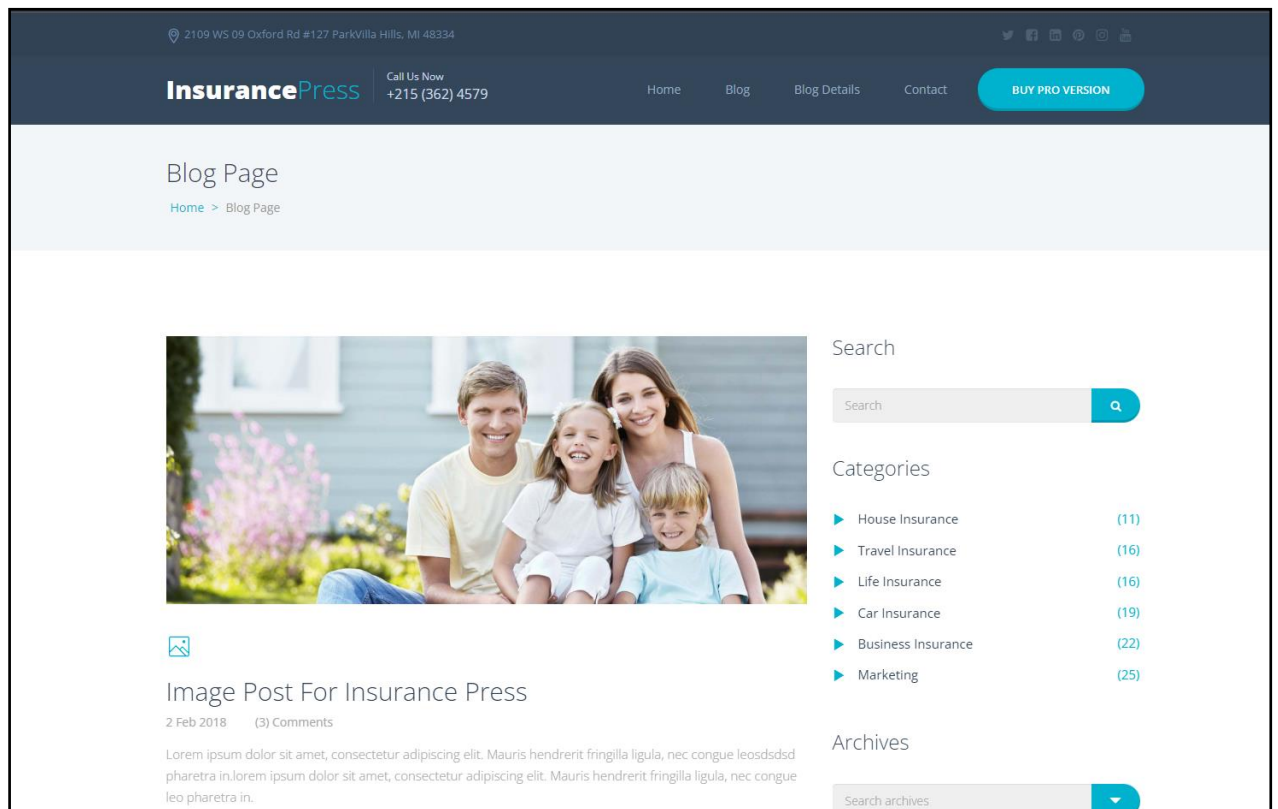 2109 WS 09 Oxford Rd #127 ParkVilla Hills, MI 48334
InsurancePress
Call Us Now
+215 (362) 4579
Home Blog Blog Details Contact BUY PRO VERSION
Blog Page
Home > Blog Page
Search
Search
Categories
House Insurance (11)
Travel Insurance (16)
Life Insurance (16)
Car Insurance (19)
Business Insurance (22)
Marketing (25)
Image Post For Insurance Press
2 Feb 2018 (3) Comments
Lorem ipsum dolor sit amet, consectetur adipiscing elit. Mauris hendrerit fringilla ligula, nec congue leosdsdsd
pharetra in.lorem ipsum dolor sit amet, consectetur adipiscing elit. Mauris hendrerit fringilla ligula, nec congue
leo pharetra in.
Archives
Search archives